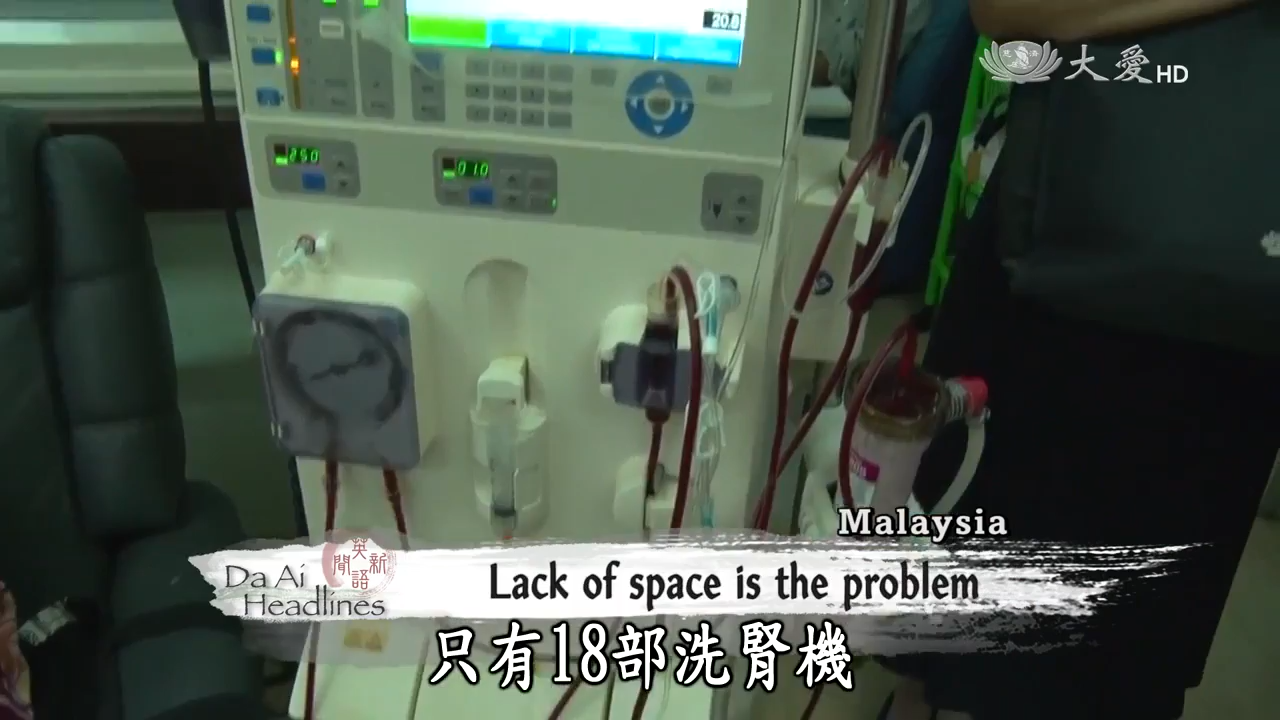 20.8
大愛HD
250
010
Malaysia
英語新聞
Da Ai
Headlines
Lack of space is the problem
只有18部洗腎機